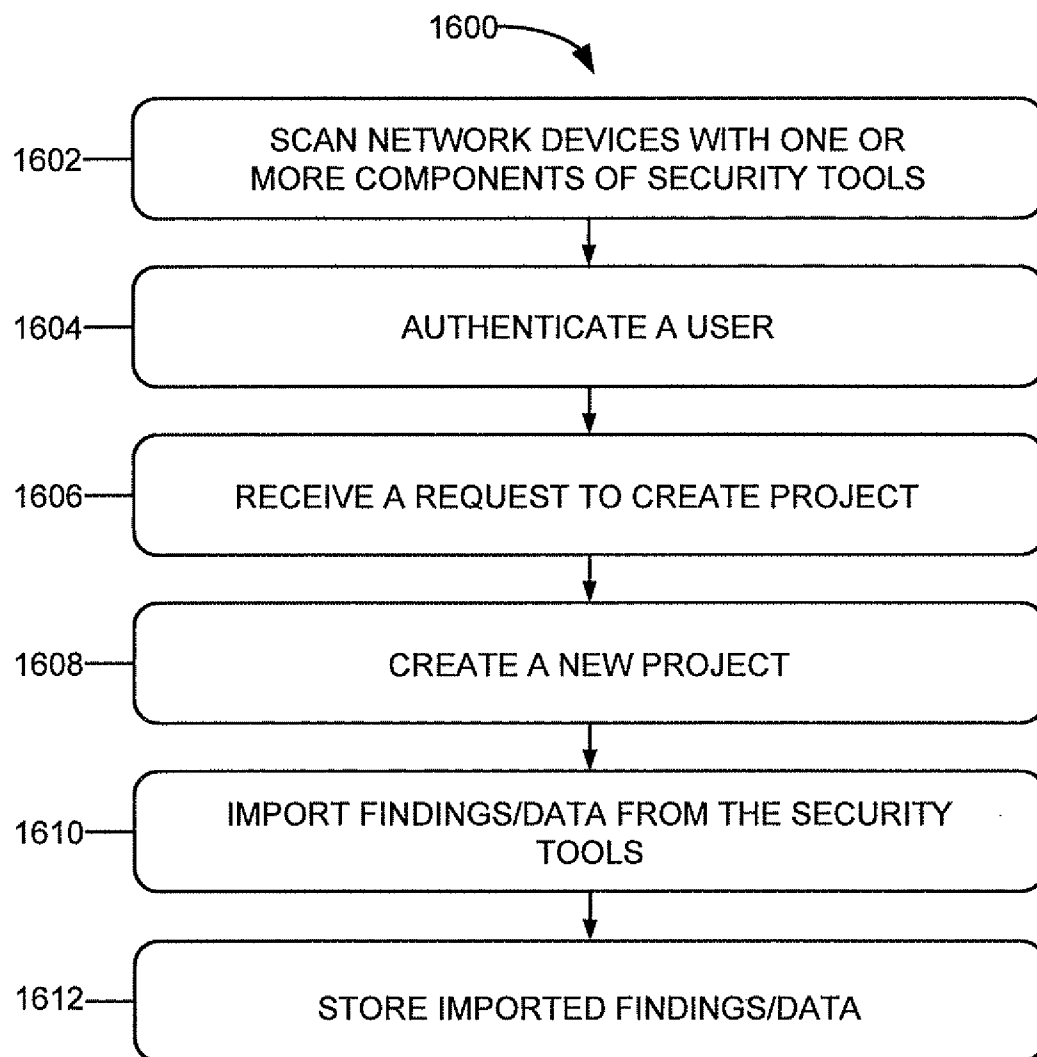 1600
1602
SCAN NETWORK DEVICES WITH ONE OR
MORE COMPONENTS OF SECURITY TOOLS
1604
AUTHENTICATE A USER
1606
RECEIVE A REQUEST TO CREATE PROJECT
1608
CREATE A NEW PROJECT
1610
IMPORT FINDINGS/DATA FROM THE SECURITY
TOOLS
1612
STORE IMPORTED FINDINGS/DATA